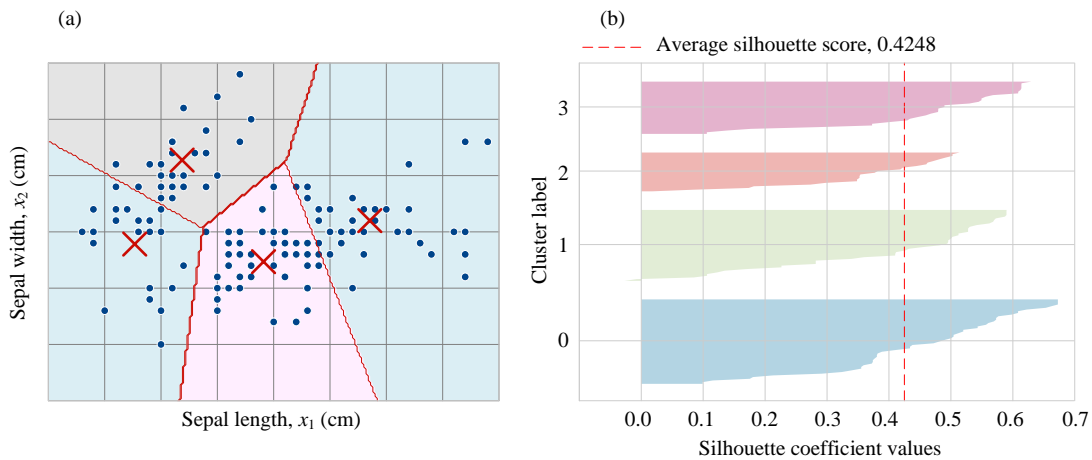 (a)
Sepal width, x2 (cm)
Sepal length, x1 (cm)
(b)
Average silhouette score, 0.4248
Cluster label
3
2
1
0
0.0 0.1 0.2 0.3 0.4 0.5 0.6 0.7
Silhouette coefficient values